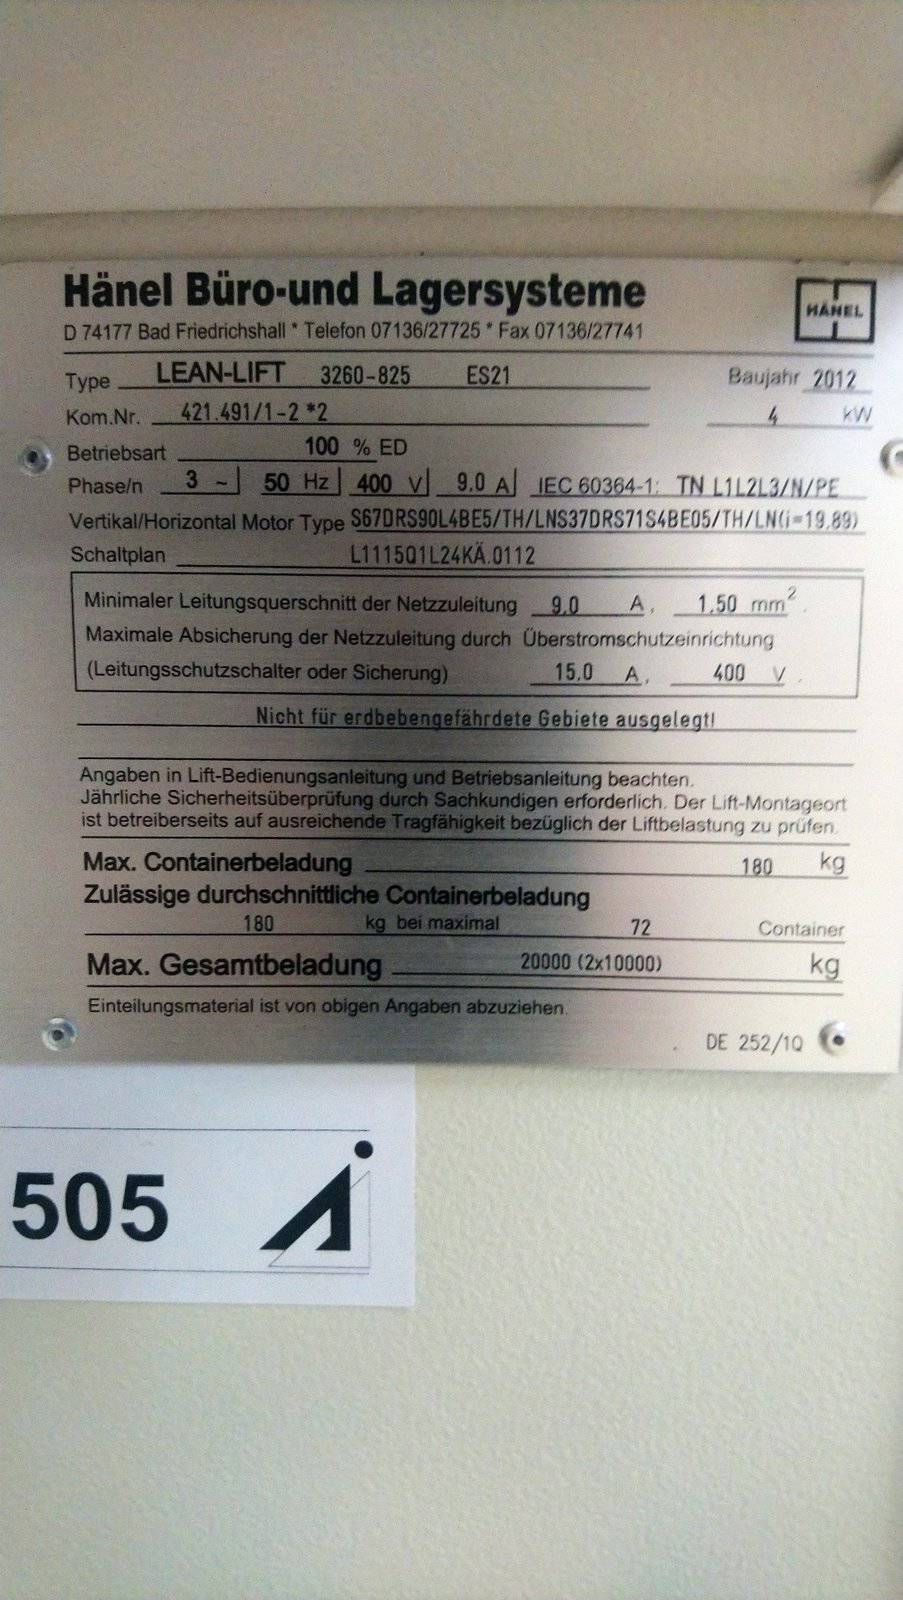 Hänel Büro-und Lagersysteme
HÄNEL
D 74177 Bad Friedrichshall * Telefon 07136/27725 * Fax 07136/27741
Type LEAN-LIFT 3260-825 ES21 Baujahr 2012
Kom.Nr. 421.491/1-2 *2 4 kW
Betriebsart 100 % ED
Phase/n 3 ~ 50 Hz 400 V 9.0 A IEC 60364-1: TN L1L2L3/N/PE
Vertikal/Horizontal Motor Type S67DRS90L4BE5/TH/LNS37DRS71S4BE05/TH/LN(i=19,89)
Schaltplan L1115Q1L24KÄ.0112
Minimaler Leitungsquerschnitt der Netzzuleitung 9.0 A, 1.50 mm²
Maximale Absicherung der Netzzuleitung durch Überstromschutzeinrichtung
(Leitungsschutzschalter oder Sicherung) 15.0 A, 400 V.
Nicht für erdbebengefährdete Gebiete ausgelegt!
Angaben in Lift-Bedienungsanleitung und Betriebsanleitung beachten.
Jährliche Sicherheitsüberprüfung durch Sachkundigen erforderlich. Der Lift-Montageort
ist betreiberseits auf ausreichende Tragfähigkeit bezüglich der Liftbelastung zu prüfen.
Max. Containerbeladung 180 kg
Zulässige durchschnittliche Containerbeladung
180 kg bei maximal 72 Container
Max. Gesamtbeladung 20000 (2x10000) kg
Einteilungsmaterial ist von obigen Angaben abzuziehen.
DE 252/1Q
505